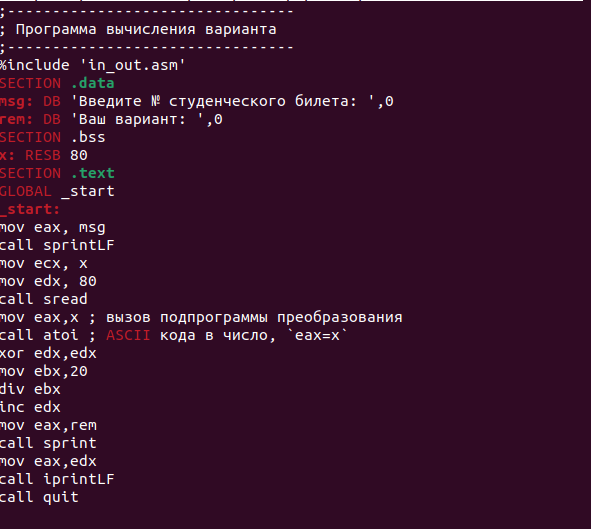 ;--------------------------------
; Программа вычисления варианта
;--------------------------------
%include 'in_out.asm'
SECTION .data
msg: DB 'Введите № студенческого билета: ',0
rem: DB 'Ваш вариант: ',0
SECTION .bss
x: RESB 80
SECTION .text
GLOBAL _start
_start:
mov eax, msg
call sprintLF
mov ecx, x
mov edx, 80
call sread
mov eax,x ; вызов подпрограммы преобразования
call atoi ; ASCII кода в число, `eax=x`
xor edx,edx
mov ebx,20
div ebx
inc edx
mov eax,rem
call sprint
mov eax,edx
call iprintLF
call quit